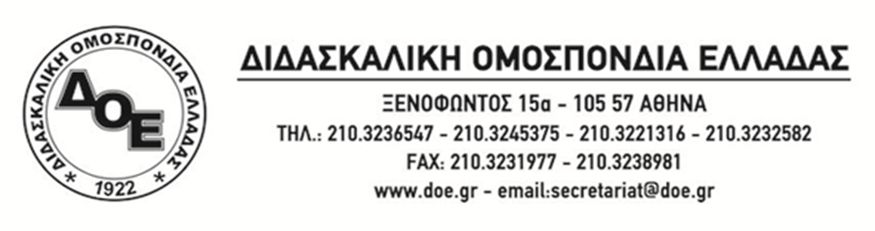 ΔΙΔΑΣΚΑΛΙΚΗ ΟΜΟΣΠΟΝΔΙΑ ΕΛΛΑΔΑΣ
ΔΟΕ
* 1922 *
ΔΙΔΑΣΚΑΛΙΚΗ ΟΜΟΣΠΟΝΔΙΑ ΕΛΛΑΔΑΣ
ΞΕΝΟΦΩΝΤΟΣ 15α - 105 57 ΑΘΗΝΑ
ΤΗΛ.: 210.3236547 - 210.3245375 - 210.3221316 - 210.3232582
FAX: 210.3231977 - 210.3238981
www.doe.gr - email:secretariat@doe.gr